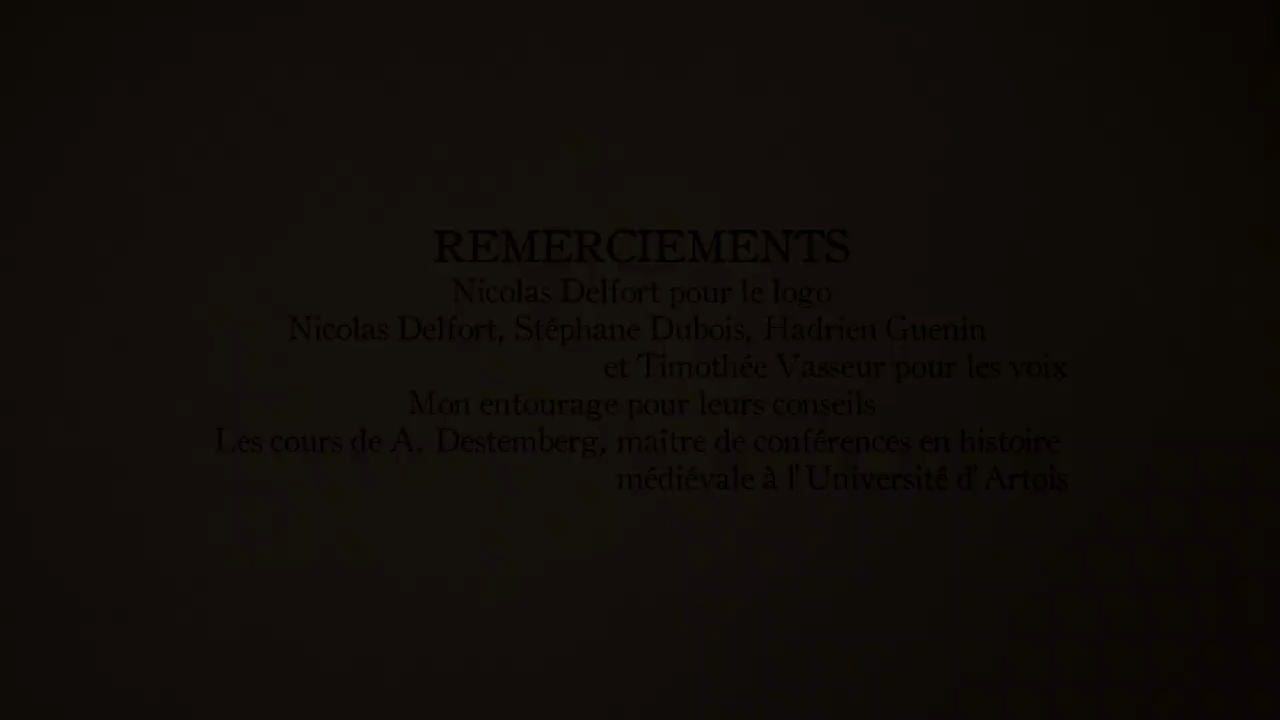 REMERCIEMENTS
Nicolas Delfort pour le logo
Nicolas Delfort, Stéphane Dubois, Hadrien Guenin
et Timothée Vasseur pour les voix
Mon entourage pour leurs conseils
Les cours de A. Destemberg, maître de conférences en histoire
médiévale à l' Université d' Artois